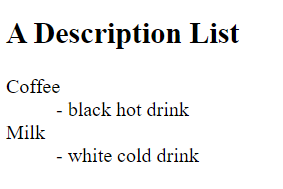 A Description List
Coffee
- black hot drink
Milk
- white cold drink